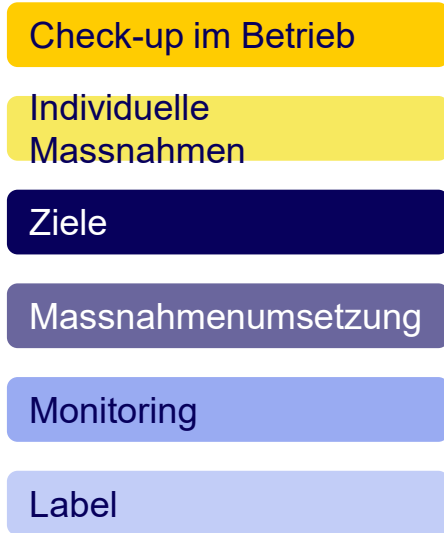 Check-up im Betrieb
Individuelle
Massnahmen
Ziele
Massnahmenumsetzung
Monitoring
Label